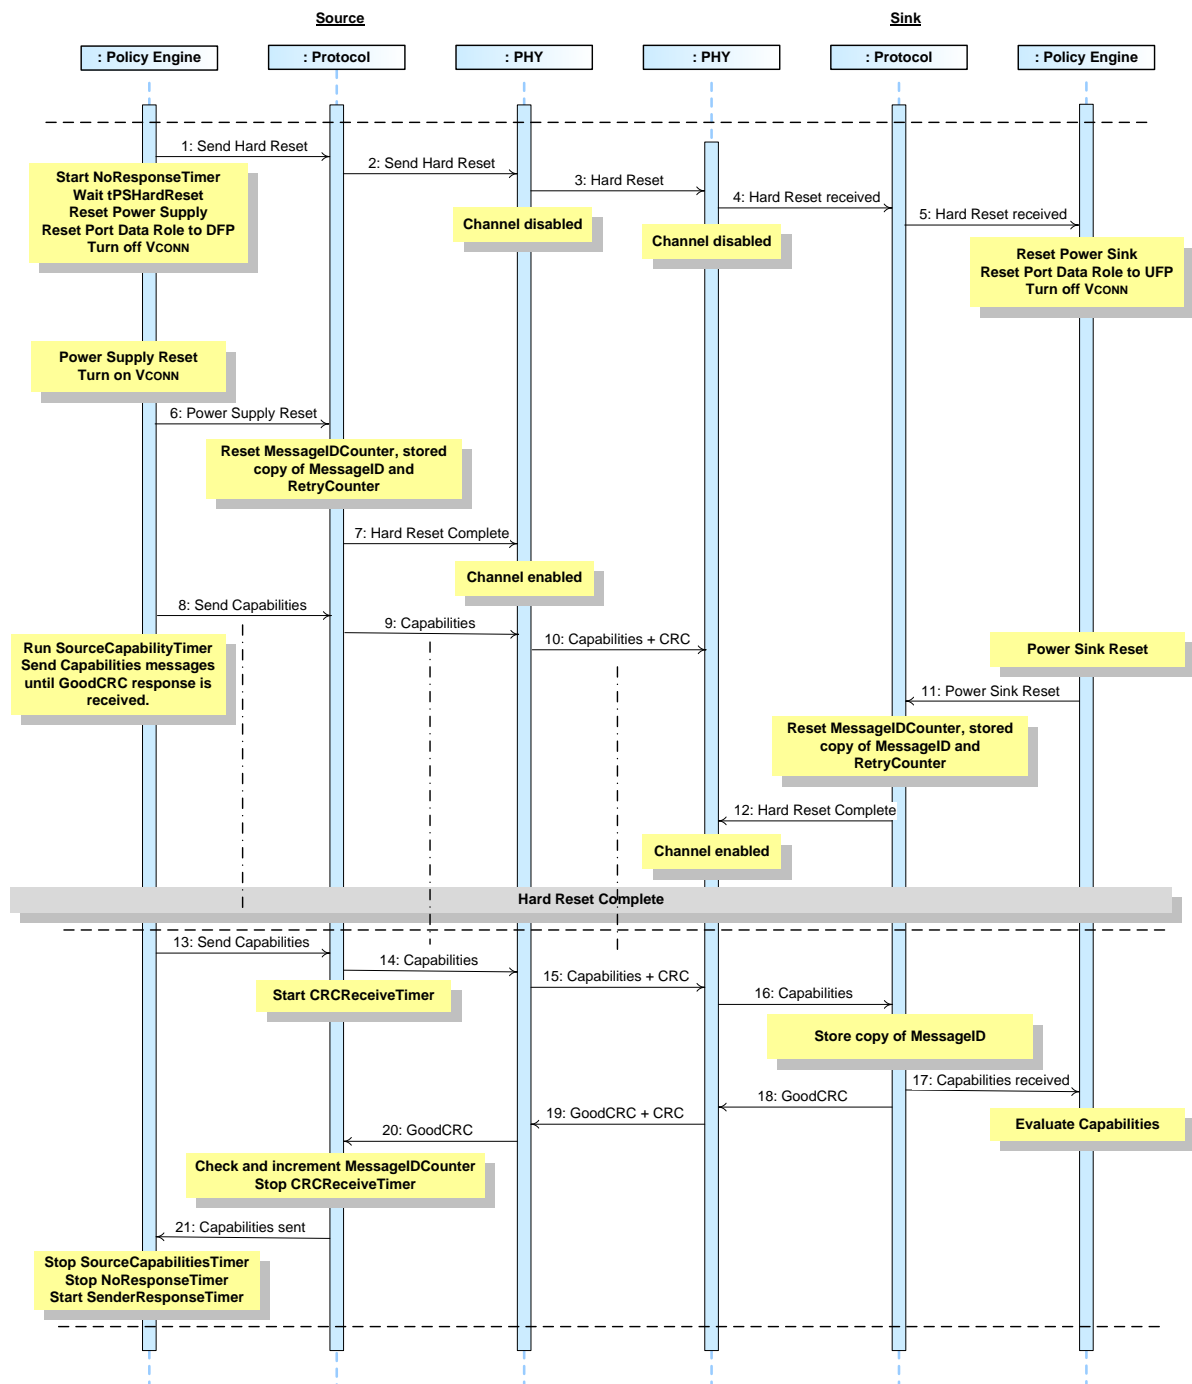 Source
Sink
: Policy Engine
: Protocol
: PHY
: PHY
: Protocol
: Policy Engine
1: Send Hard Reset
2: Send Hard Reset
3: Hard Reset
4: Hard Reset received
5: Hard Reset received
Start NoResponseTimer
Wait tPSHardReset
Reset Power Supply
Reset Port Data Role to DFP
Turn off VCONN
Channel disabled
Channel disabled
Reset Power Sink
Reset Port Data Role to UFP
Turn off VCONN
Power Supply Reset
Turn on VCONN
6: Power Supply Reset
Reset MessageIDCounter, stored
copy of MessageID and
RetryCounter
7: Hard Reset Complete
Channel enabled
8: Send Capabilities
9: Capabilities
10: Capabilities + CRC
Run SourceCapabilityTimer
Send Capabilities messages
until GoodCRC response is
received.
Power Sink Reset
11: Power Sink Reset
Reset MessageIDCounter, stored
copy of MessageID and
RetryCounter
12: Hard Reset Complete
Channel enabled
Hard Reset Complete
13: Send Capabilities
14: Capabilities
15: Capabilities + CRC
16: Capabilities
Start CRCReceiveTimer
Store copy of MessageID
17: Capabilities received
18: GoodCRC
19: GoodCRC + CRC
20: GoodCRC
Evaluate Capabilities
Check and increment MessageIDCounter
Stop CRCReceiveTimer
21: Capabilities sent
Stop SourceCapabilitiesTimer
Stop NoResponseTimer
Start SenderResponseTimer